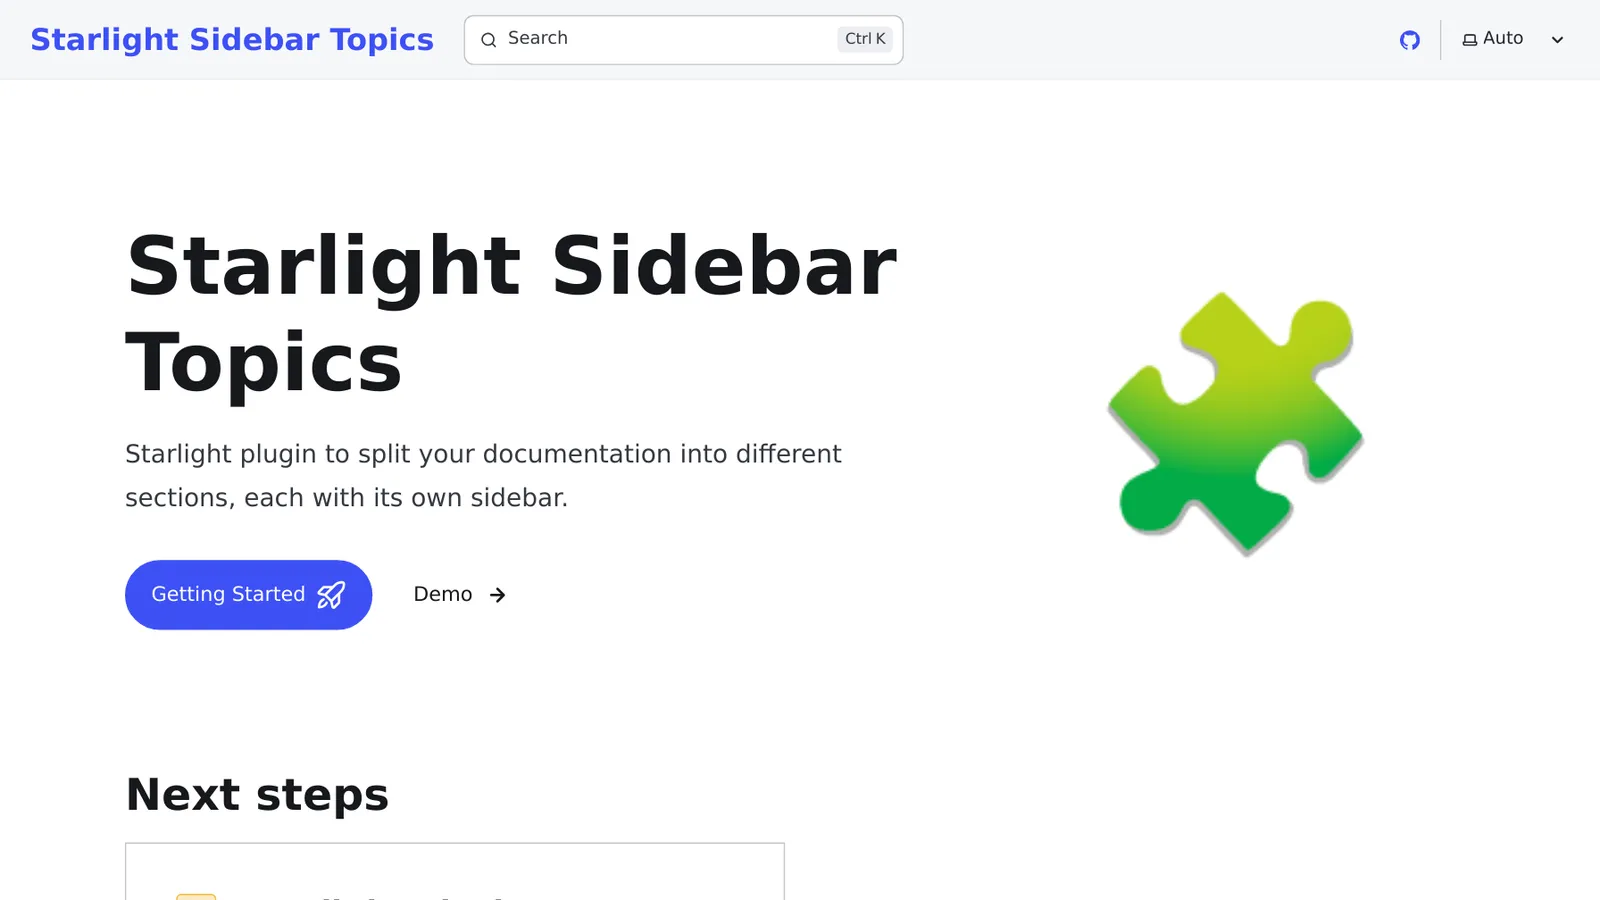 Starlight Sidebar Topics
Search
Ctrl K
Auto
Starlight Sidebar
Topics
Starlight plugin to split your documentation into different
sections, each with its own sidebar.
Getting Started
Demo
Next steps